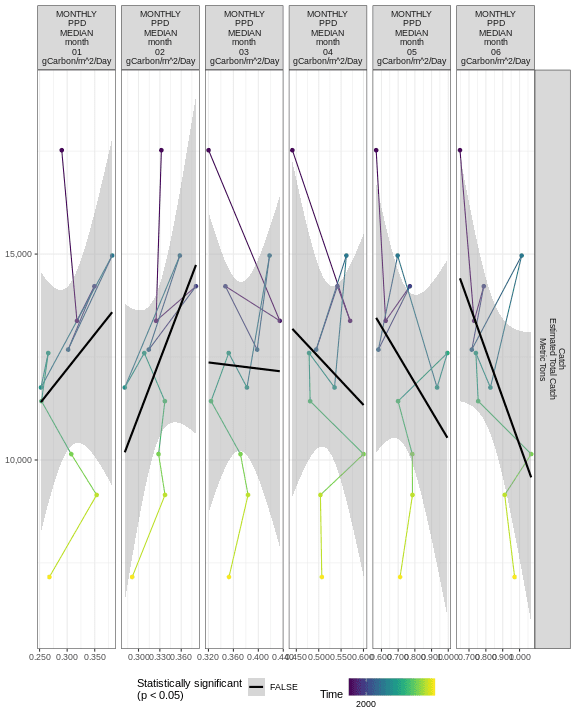 MONTHLY
PPD
MEDIAN
month
01
gCarbon/m^2/Day
MONTHLY
PPD
MEDIAN
month
02
gCarbon/m^2/Day
MONTHLY
PPD
MEDIAN
month
03
gCarbon/m^2/Day
MONTHLY
PPD
MEDIAN
month
04
gCarbon/m^2/Day
MONTHLY
PPD
MEDIAN
month
05
gCarbon/m^2/Day
MONTHLY
PPD
MEDIAN
month
06
gCarbon/m^2/Day
15,000
10,000
Catch
Estimated Total Catch
Metric Tons
0.250 0.300 0.350
0.300 0.330 0.360
0.320 0.360 0.400 0.440
0.450 0.500 0.550 0.600
0.600 0.700 0.800 0.900 1.000
0.700 0.800 0.900 1.000
Statistically significant
(p < 0.05)
FALSE
Time
2000